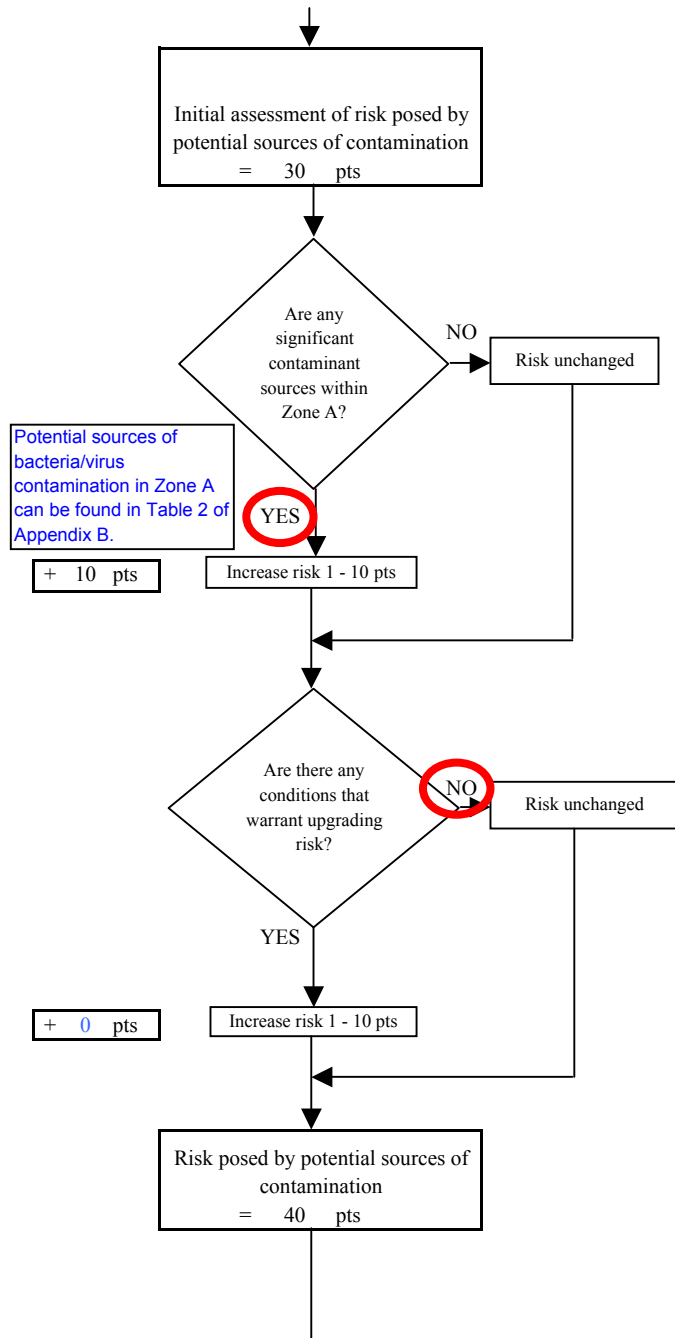 Initial assessment of risk posed by
potential sources of contamination
= 30 pts
Are any
significant
contaminant
sources within
Zone A?
NO
Risk unchanged
Potential sources of
bacteria/virus
contamination in Zone A
can be found in Table 2 of
Appendix B.
YES
+ 10 pts
Increase risk 1 - 10 pts
Are there any
conditions that
warrant upgrading
risk?
NO
Risk unchanged
YES
+ 0 pts
Increase risk 1 - 10 pts
Risk posed by potential sources of
contamination
= 40 pts